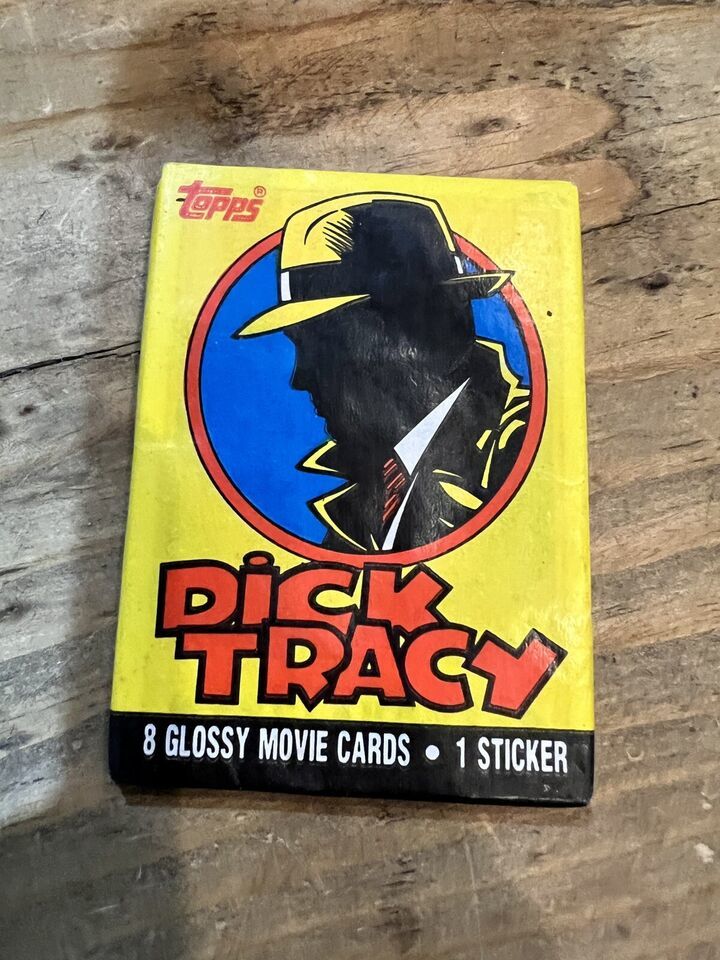 Topps®
DiCK
TRACY
8 GLOSSY MOVIE CARDS • 1 STICKER